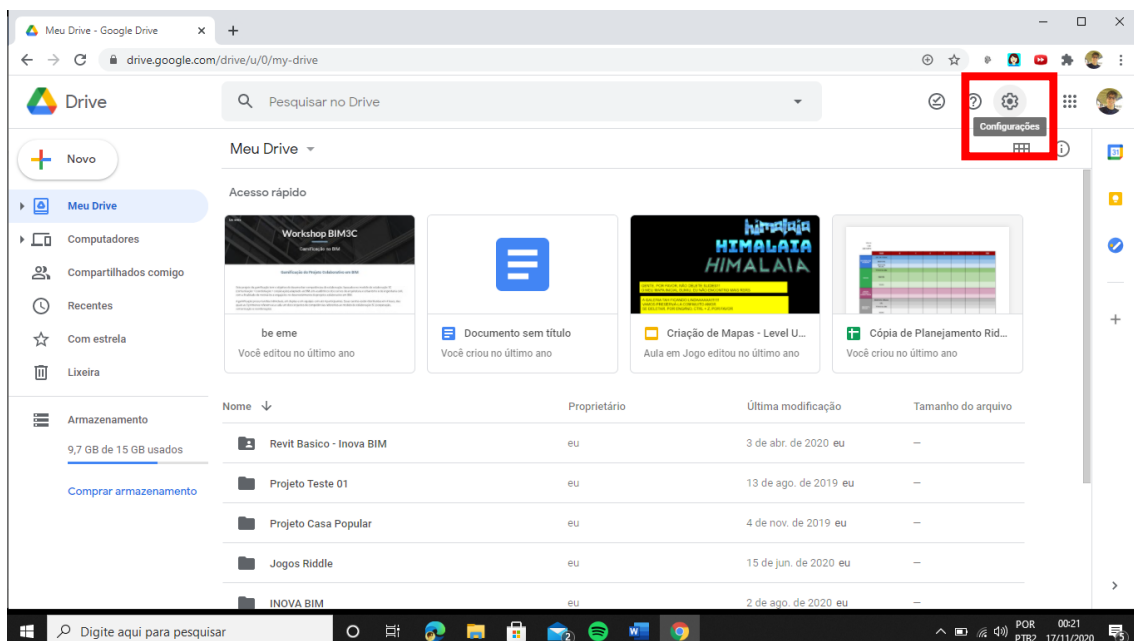 Meu Drive - Google Drive
drive.google.com/drive/u/0/my-drive
Drive
Pesquisar no Drive
Configurações
Novo
Meu Drive
Meu Drive
Computadores
Compartilhados comigo
Recentes
Com estrela
Lixeira
Armazenamento
9,7 GB de 15 GB usados
Comprar armazenamento
Acesso rápido
Workshop BIM3C
be eme
Você editou no último ano
Documento sem título
Você criou no último ano
himalaia
HIMALAIA
HIMALAIA
Criação de Mapas - Level U...
Aula em Jogo editou no último ano
Cópia de Planejamento Rid...
Você criou no último ano
Nome Proprietário Última modificação Tamanho do arquivo
Revit Basico - Inova BIM eu 3 de abr. de 2020 eu —
Projeto Teste 01 eu 13 de ago. de 2019 eu —
Projeto Casa Popular eu 4 de nov. de 2019 eu —
Jogos Riddle eu 15 de jun. de 2020 eu —
INOVA BIM eu 2 de ago. de 2020 eu —
31
Digite aqui para pesquisar
POR 00:21
PTB2 17/11/2020